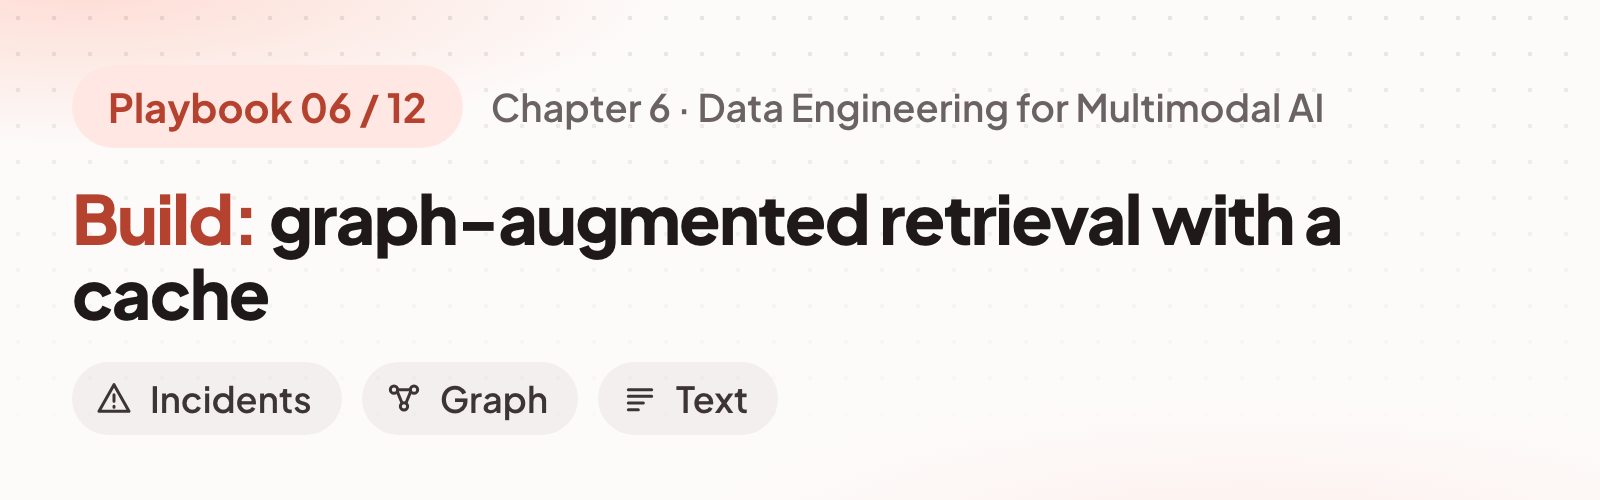 Playbook 06 / 12
Chapter 6 · Data Engineering for Multimodal AI
Build: graph-augmented retrieval with a
cache
Incidents
Graph
Text